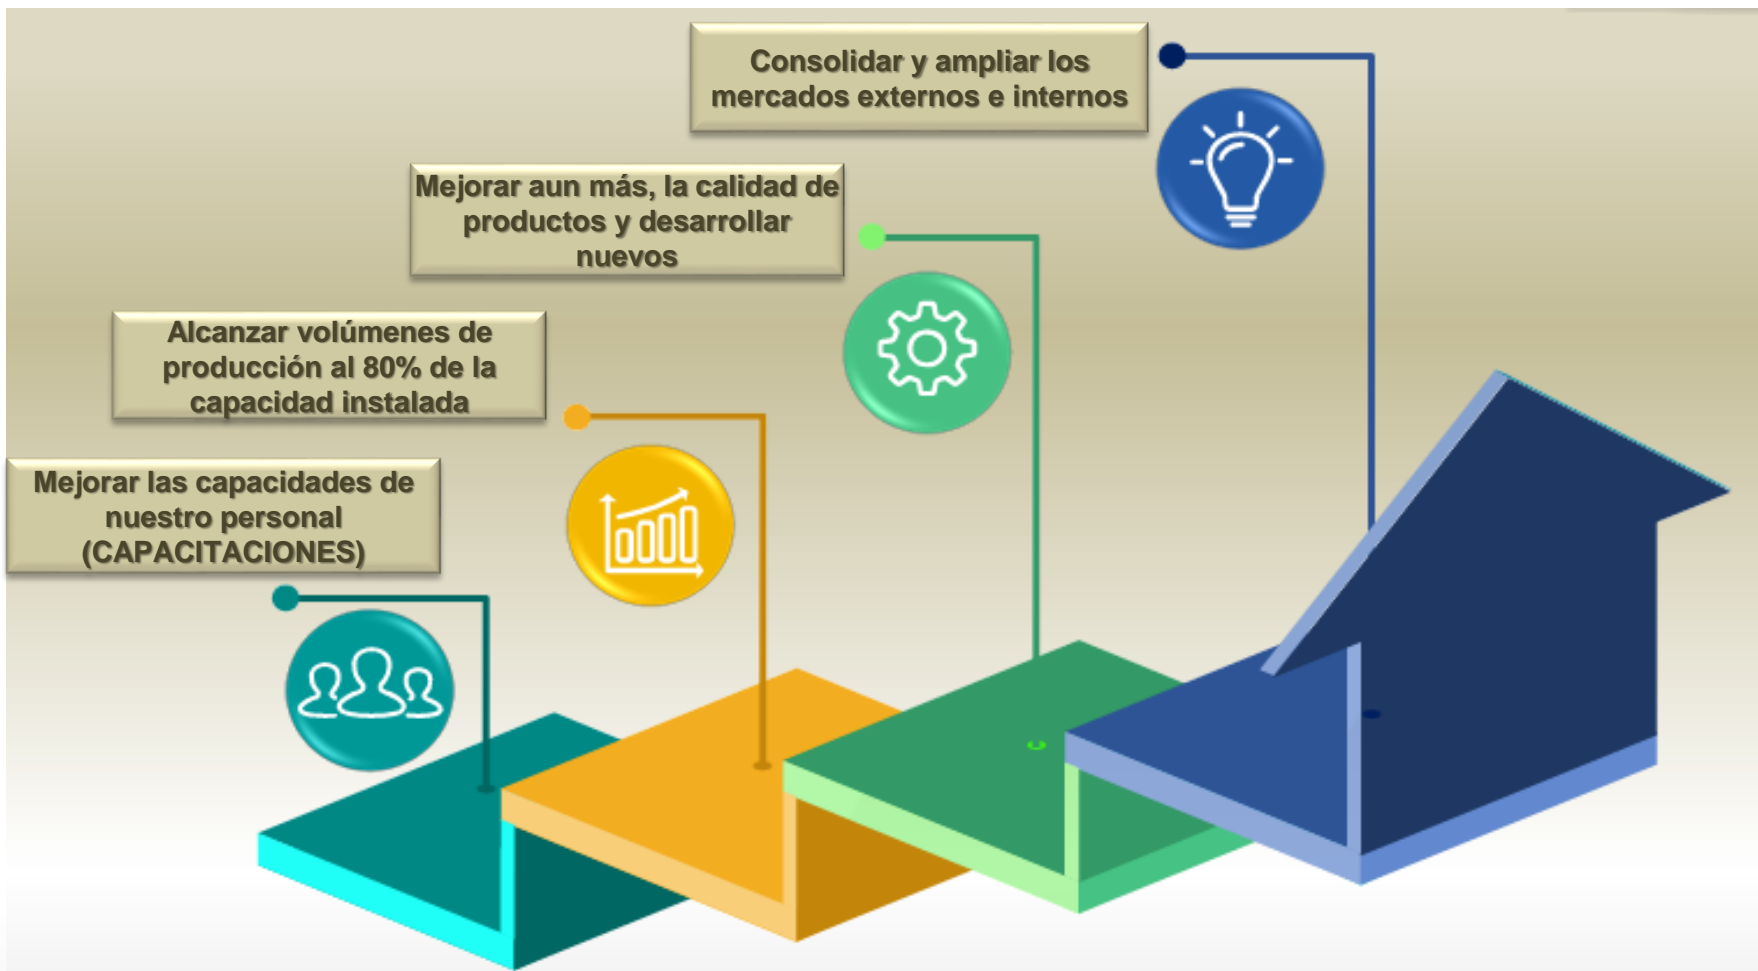 Consolidar y ampliar los
mercados externos e internos
Mejorar aun más, la calidad de
productos y desarrollar
nuevos
Alcanzar volúmenes de
producción al 80% de la
capacidad instalada
Mejorar las capacidades de
nuestro personal
(CAPACITACIONES)